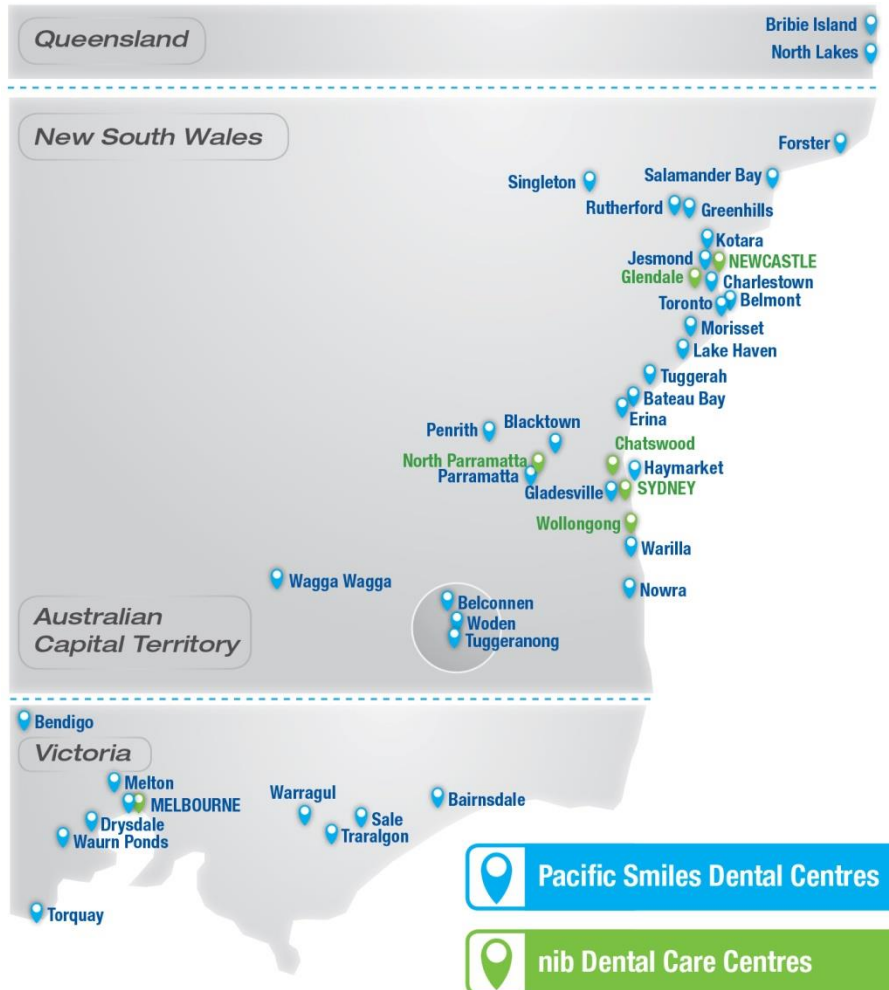 Queensland
Bribie Island
North Lakes
New South Wales
Forster
Singleton
Salamander Bay
Rutherford
Greenhills
Kotara
Jesmond
NEWCASTLE
Glendale
Charlestown
Toronto
Belmont
Morisset
Lake Haven
Tuggerah
Bateau Bay
Erina
Penrith
Blacktown
Chatswood
North Parramatta
Haymarket
Parramatta
Gladesville
SYDNEY
Wollongong
Warilla
Wagga Wagga
Nowra
Australian
Capital Territory
Belconnen
Woden
Tuggeranong
Bendigo
Victoria
Melton
MELBOURNE
Drysdale
Waurn Ponds
Warragul
Sale
Traralgon
Bairnsdale
Torquay
Pacific Smiles Dental Centres
nib Dental Care Centres